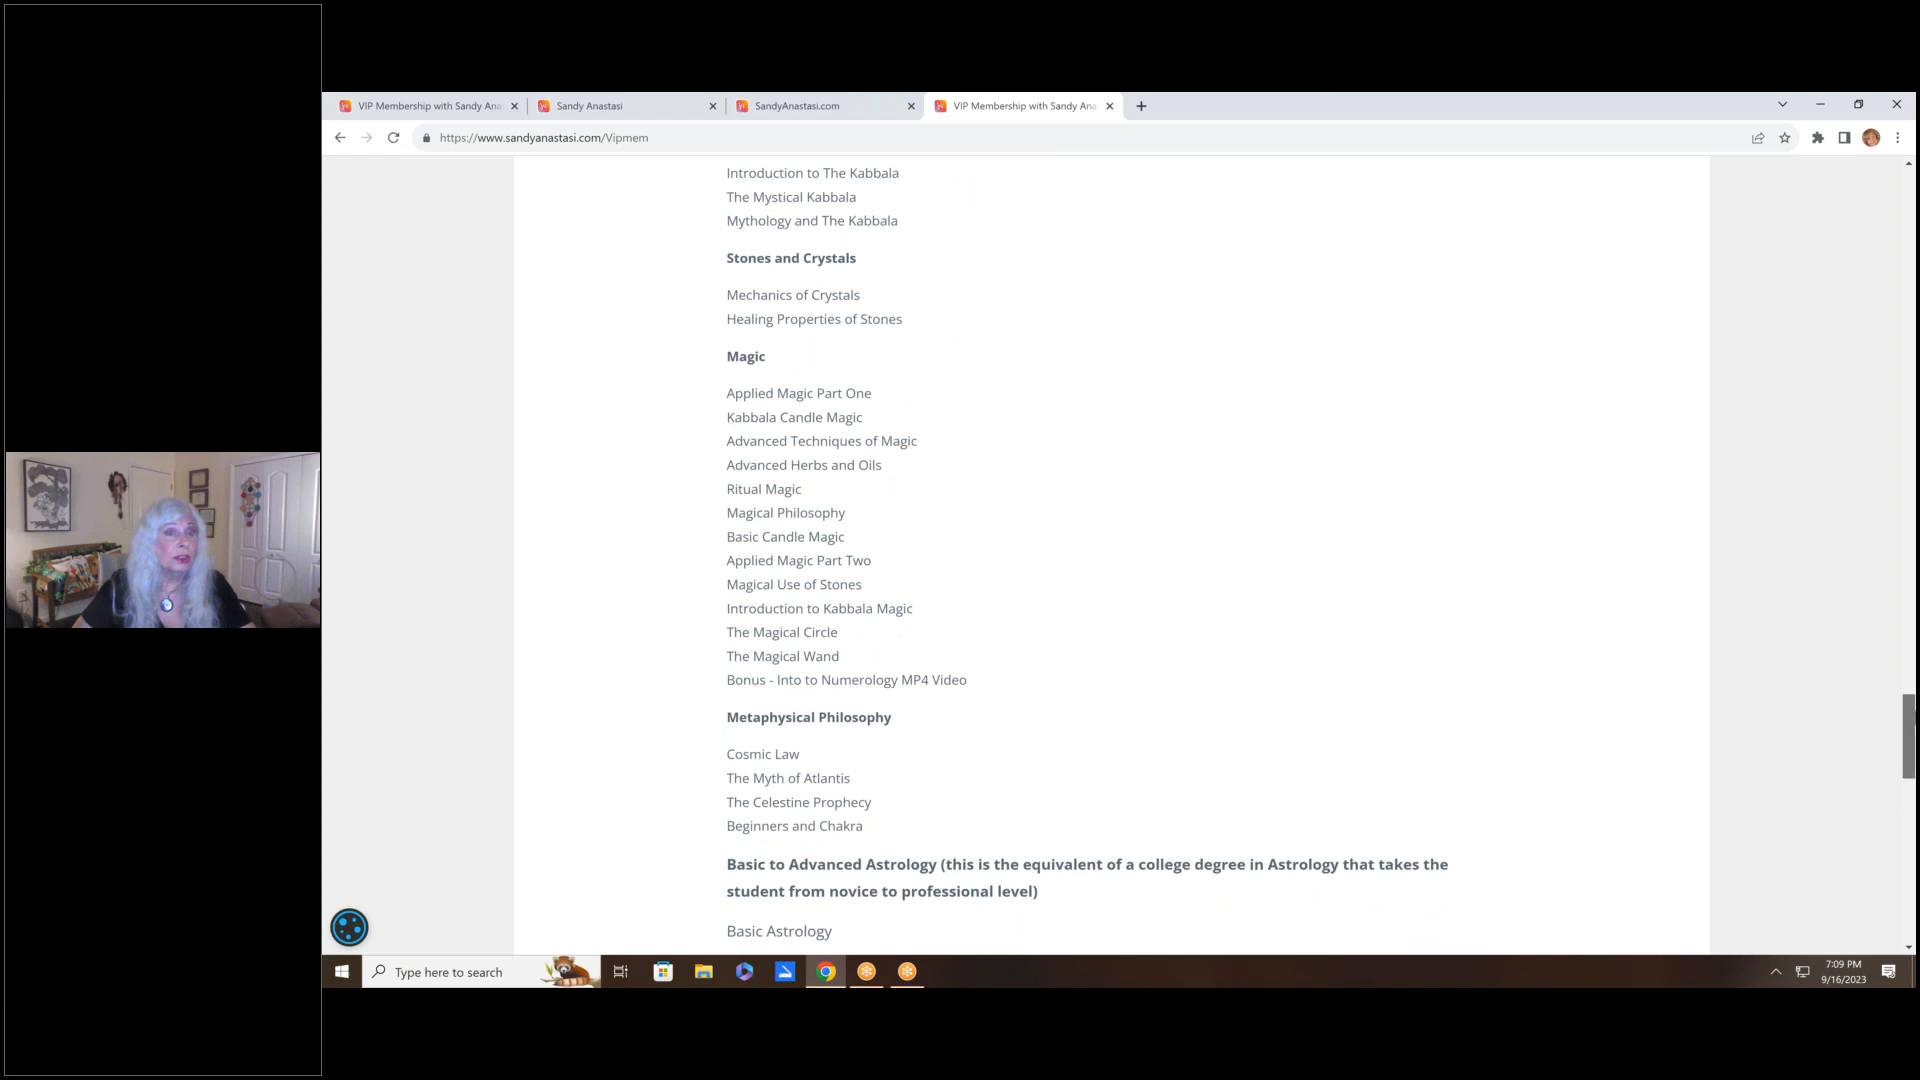 VIP Membership with Sandy Ana
Sandy Anastasi
SandyAnastasi.com
VIP Membership with Sandy Ana
https://www.sandyanastasi.com/Vipmem
Introduction to The Kabbala
The Mystical Kabbala
Mythology and The Kabbala
Stones and Crystals
Mechanics of Crystals
Healing Properties of Stones
Magic
Applied Magic Part One
Kabbala Candle Magic
Advanced Techniques of Magic
Advanced Herbs and Oils
Ritual Magic
Magical Philosophy
Basic Candle Magic
Applied Magic Part Two
Magical Use of Stones
Introduction to Kabbala Magic
The Magical Circle
The Magical Wand
Bonus - Into to Numerology MP4 Video
Metaphysical Philosophy
Cosmic Law
The Myth of Atlantis
The Celestine Prophecy
Beginners and Chakra
Basic to Advanced Astrology (this is the equivalent of a college degree in Astrology that takes the
student from novice to professional level)
Basic Astrology
Type here to search
7:09 PM
9/16/2023